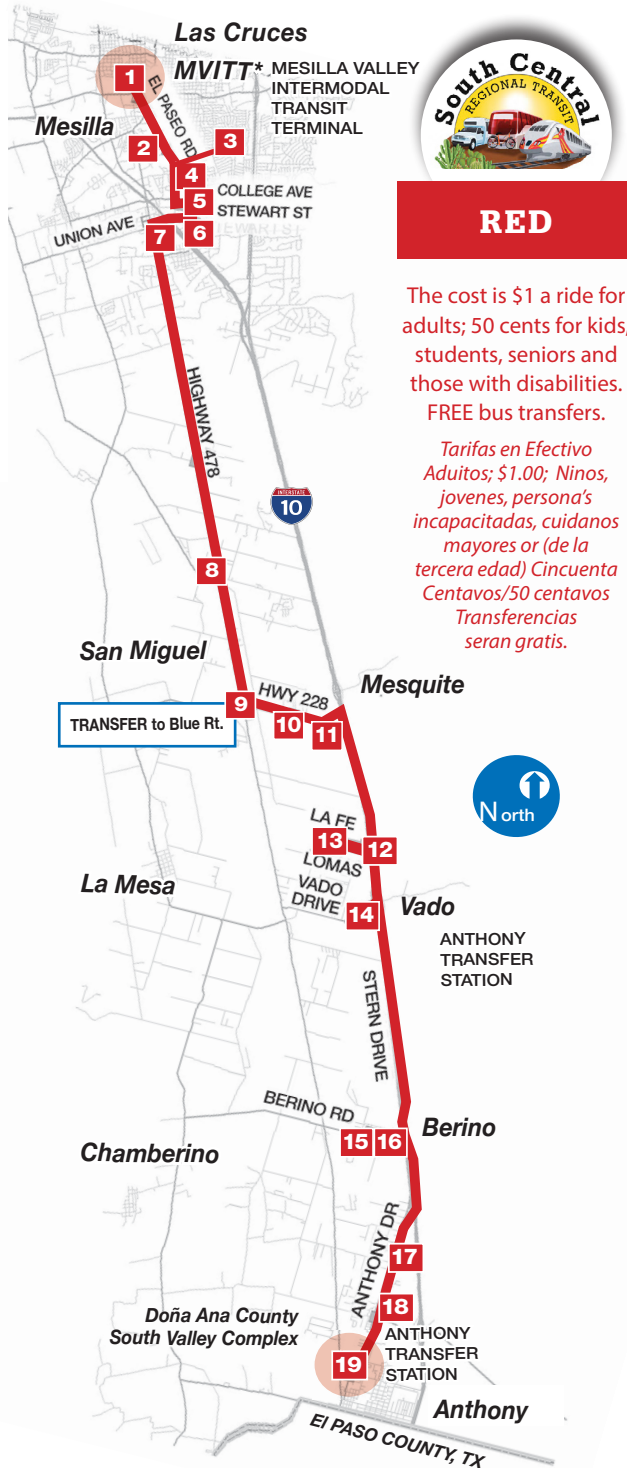 Las Cruces
MVITT* MESILLA VALLEY
INTERMODAL
TRANSIT
TERMINAL
South Central
REGIONAL TRANSIT
1
EL PASEO RD
Mesilla
2
3
4
5
COLLEGE AVE
STEWART ST
UNION AVE
6
STEWART ST
7
RED
The cost is $1 a ride for
adults; 50 cents for kids,
students, seniors and
those with disabilities.
FREE bus transfers.
Tarifas en Efectivo
Aduitos; $1.00; Ninos,
jovenes, persona's
incapacitadas, cuidanos
mayores or (de la
tercera edad) Cincuenta
Centavos/50 centavos
Transferencias
seran gratis.
HIGHWAY 478
INTERSTATE
10
8
San Miguel
Mesquite
HWY 228
9
TRANSFER to Blue Rt.
10
11
North
LA FE
13
12
LOMAS
La Mesa
VADO
DRIVE
14
Vado
ANTHONY
TRANSFER
STATION
STERN DRIVE
BERINO RD
15
16
Berino
Chamberino
ANTHONY DR
17
18
Doña Ana County
South Valley Complex
ANTHONY
TRANSFER
STATION
19
Anthony
El PASO COUNTY, TX